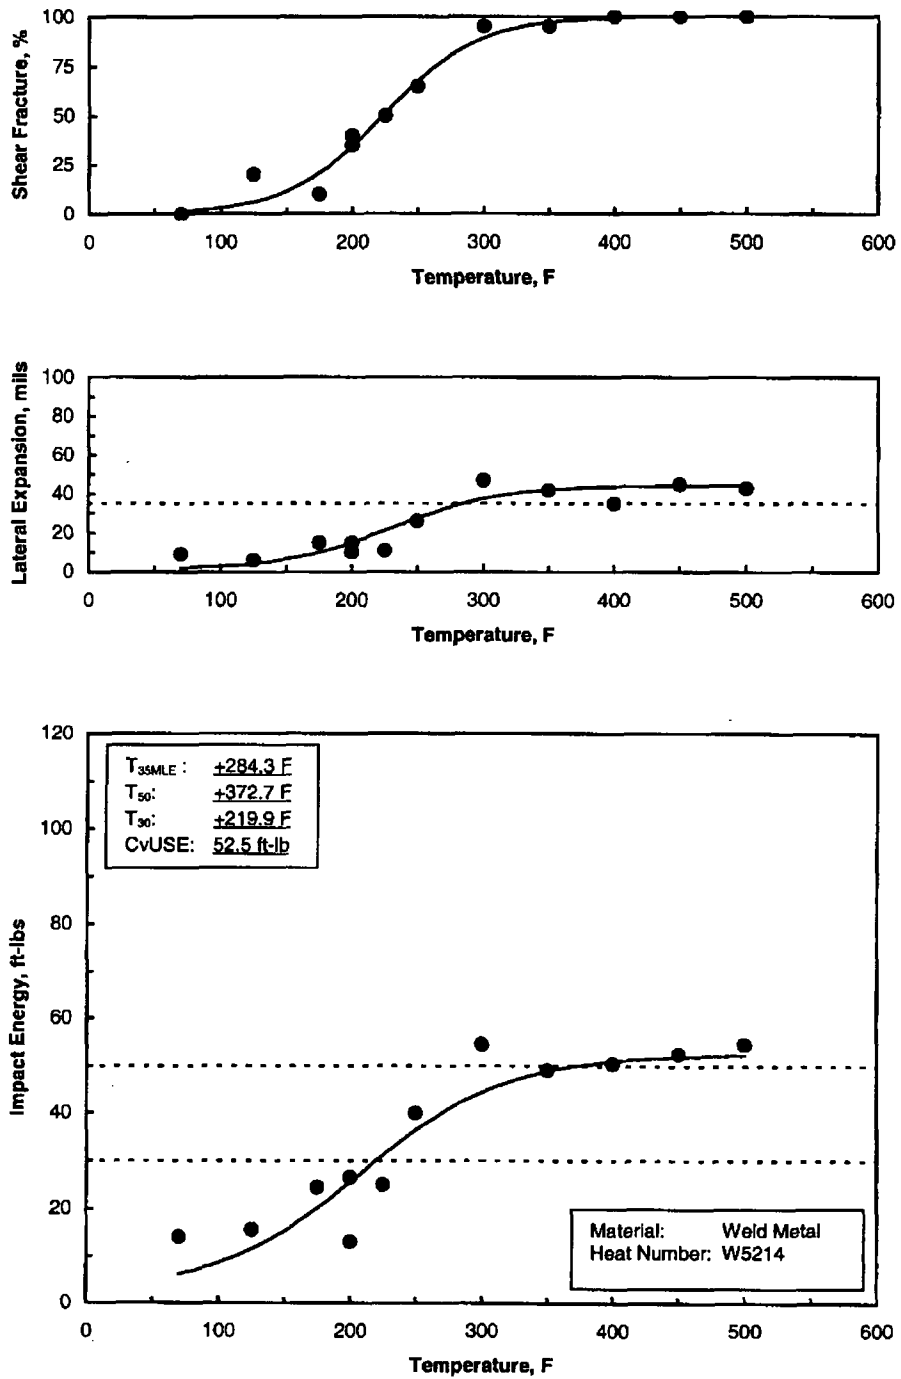 Shear Fracture, %
100
75
50
25
0
0 100 200 300 400 500 600
Temperature, F
Lateral Expansion, mils
100
80
60
40
20
0
0 100 200 300 400 500 600
Temperature, F
Impact Energy, ft-lbs
120
100
80
60
40
20
0
T35MLE : +284.3 F
T50: +372.7 F
T30: +219.9 F
CvUSE: 52.5 ft-lb
Material: Weld Metal
Heat Number: W5214
0 100 200 300 400 500 600
Temperature, F